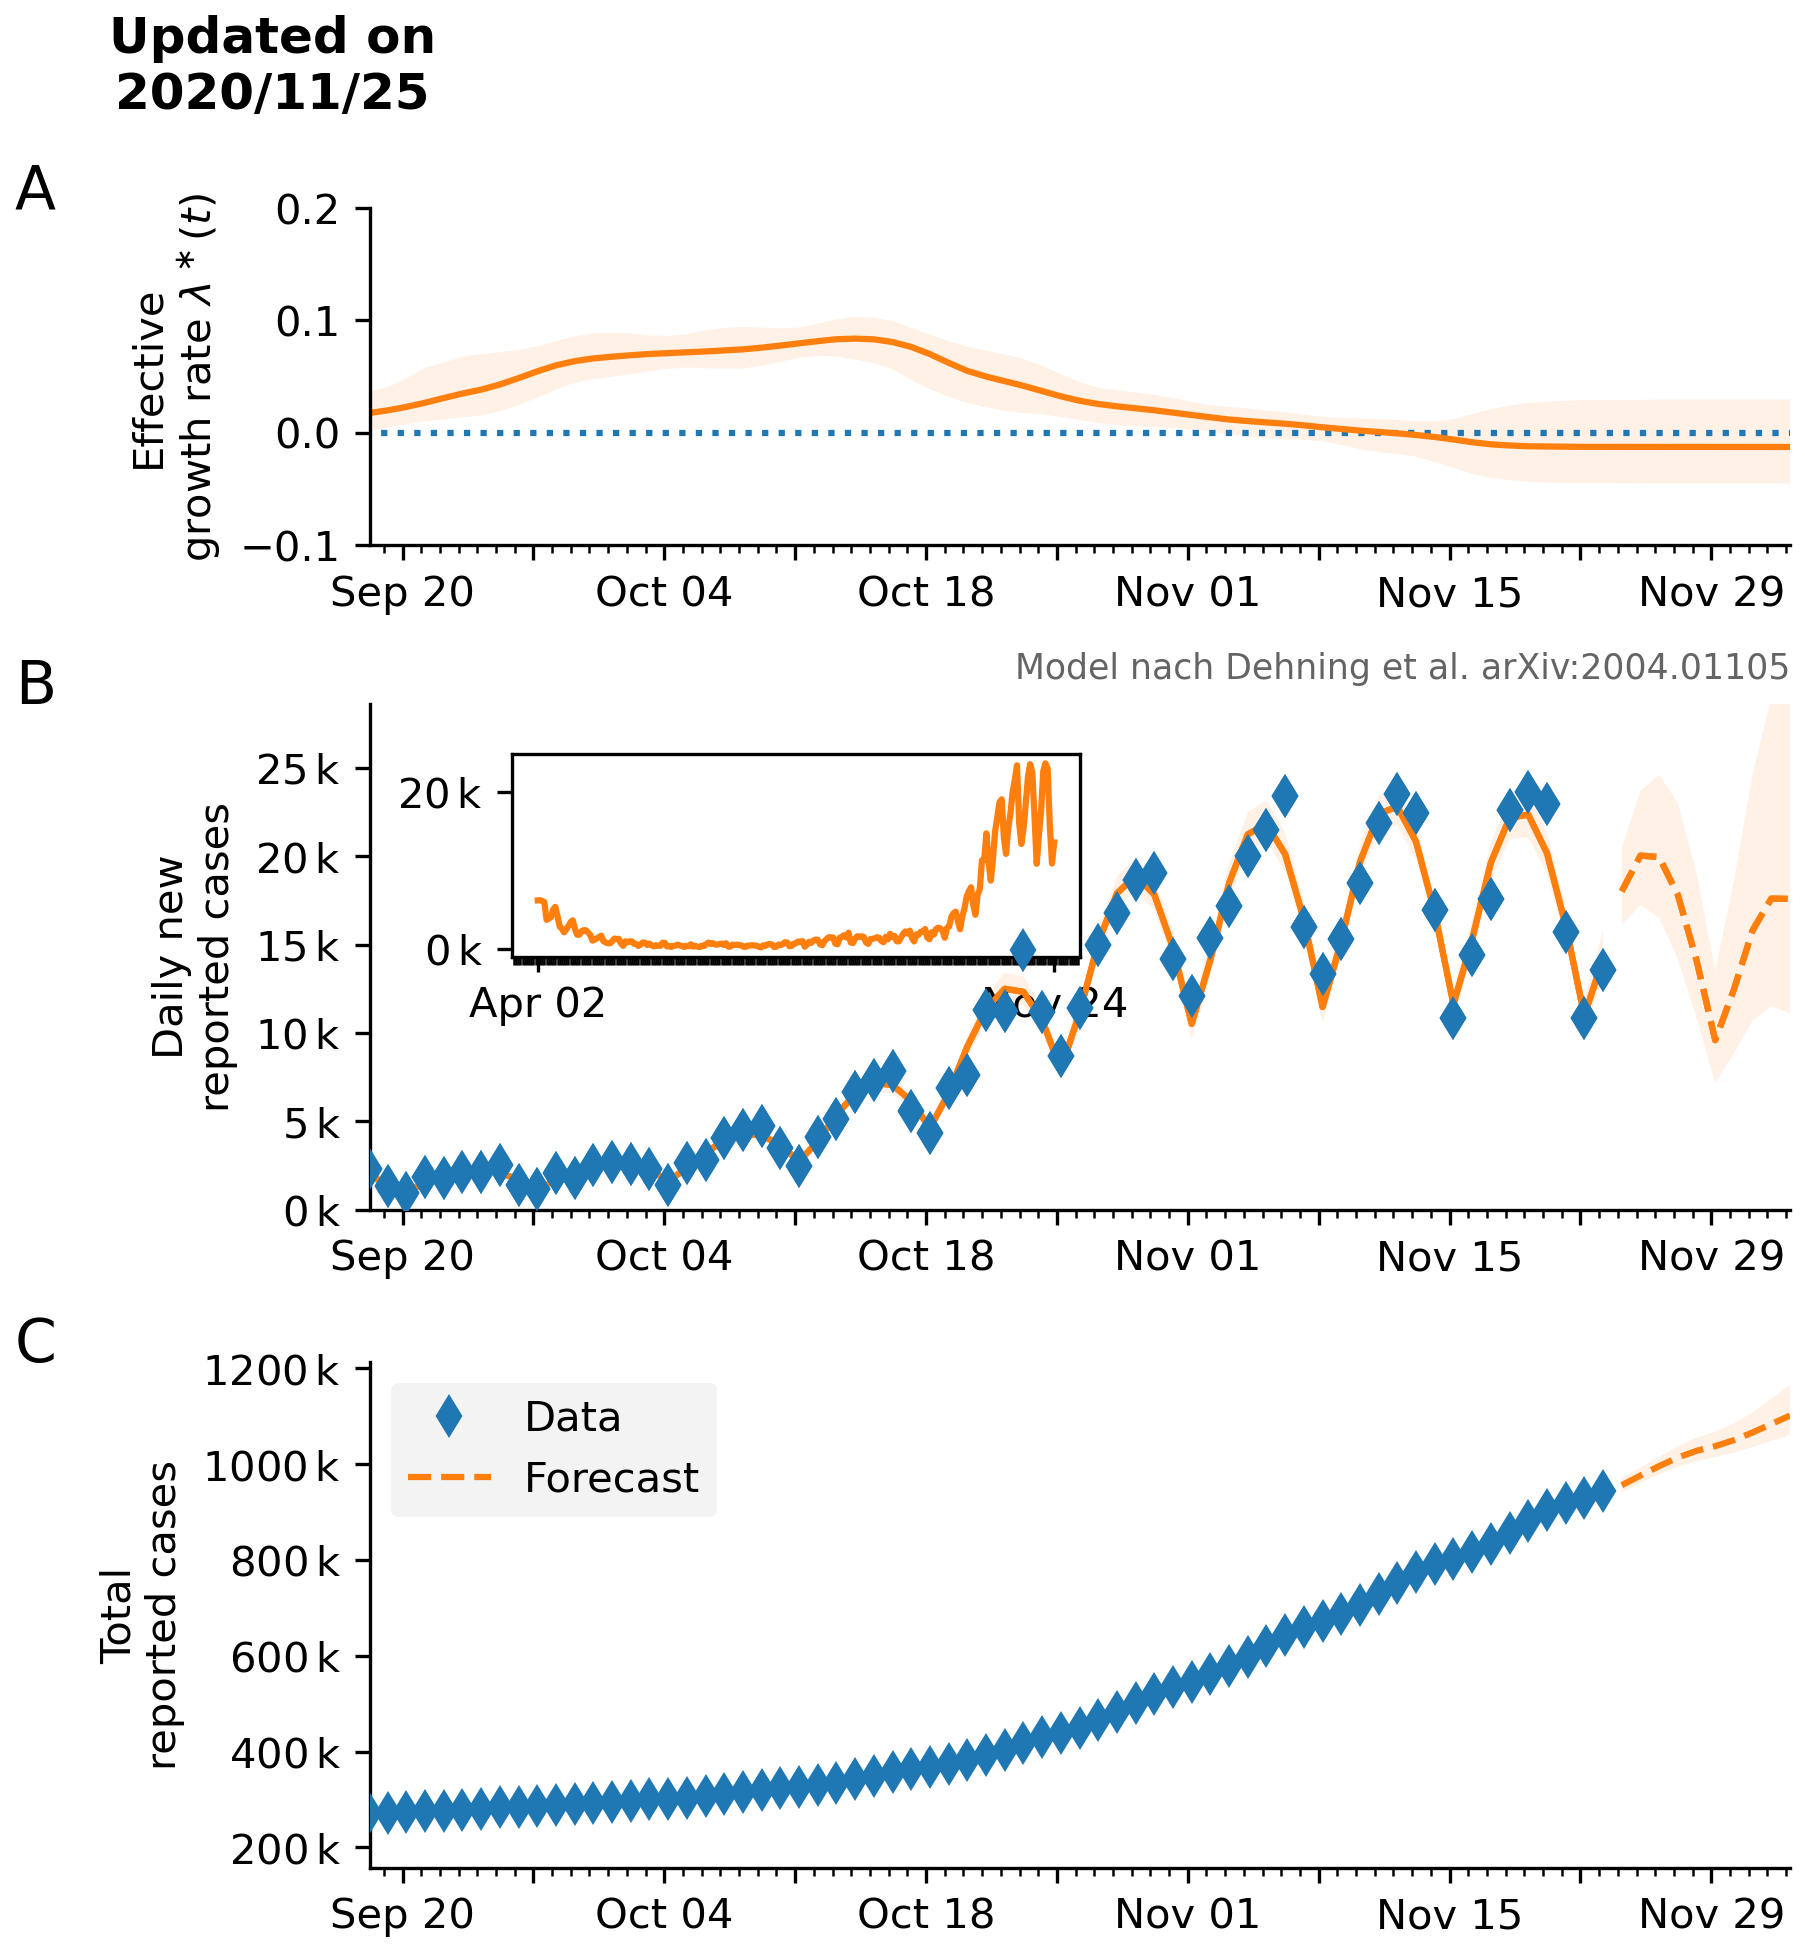 Updated on
2020/11/25
A
Effective
growth rate λ * (t)
0.2
0.1
0.0
−0.1
Sep 20 Oct 04 Oct 18 Nov 01 Nov 15 Nov 29
B
Model nach Dehning et al. arXiv:2004.01105
Daily new
reported cases
25 k
20 k
15 k
10 k
5 k
0 k
20 k
0 k
Apr 02 Nov 24
Sep 20 Oct 04 Oct 18 Nov 01 Nov 15 Nov 29
C
Total
reported cases
1200 k
1000 k
800 k
600 k
400 k
200 k
Data
Forecast
Sep 20 Oct 04 Oct 18 Nov 01 Nov 15 Nov 29